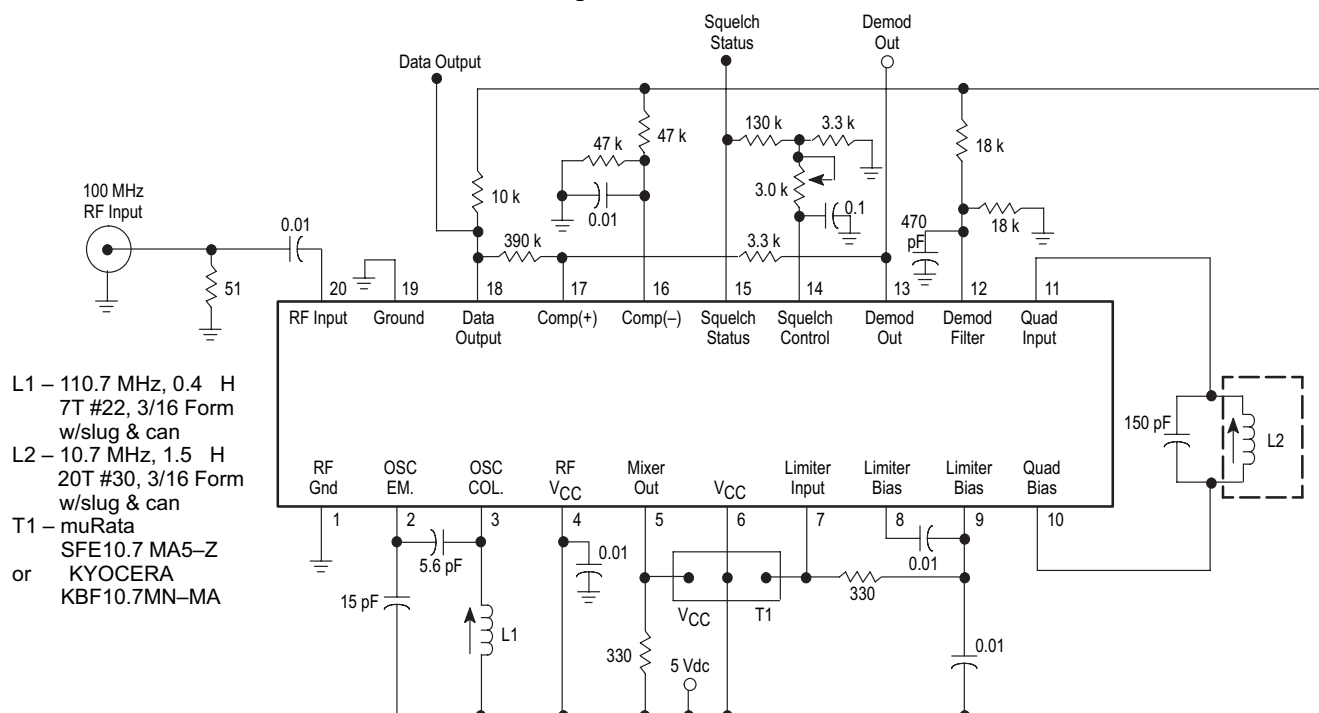 Squelch
Status
Demod
Out
Data Output
130 k
3.3 k
47 k
47 k
18 k
10 k
3.0 k
0.1
0.01
100 MHz
RF Input
0.01
51
390 k
3.3 k
470
pF
18 k
20 19 18 17 16 15 14 13 12 11
RF Input
Ground
Data
Output
Comp(+)
Comp(–)
Squelch
Status
Squelch
Control
Demod
Out
Demod
Filter
Quad
Input
L1 – 110.7 MHz, 0.4 H
7T #22, 3/16 Form
w/slug & can
L2 – 10.7 MHz, 1.5 H
20T #30, 3/16 Form
w/slug & can
T1 – muRata
SFE10.7 MA5–Z
or KYOCERA
KBF10.7MN–MA
150 pF
L2
RF
Gnd
OSC
EM.
OSC
COL.
RF
VCC
Mixer
Out
VCC
Limiter
Input
Limiter
Bias
Limiter
Bias
Quad
Bias
1 2 3 4 5 6 7 8 9 10
5.6 pF
0.01
0.01
15 pF
L1
VCC
T1
330
330
5 Vdc
0.01